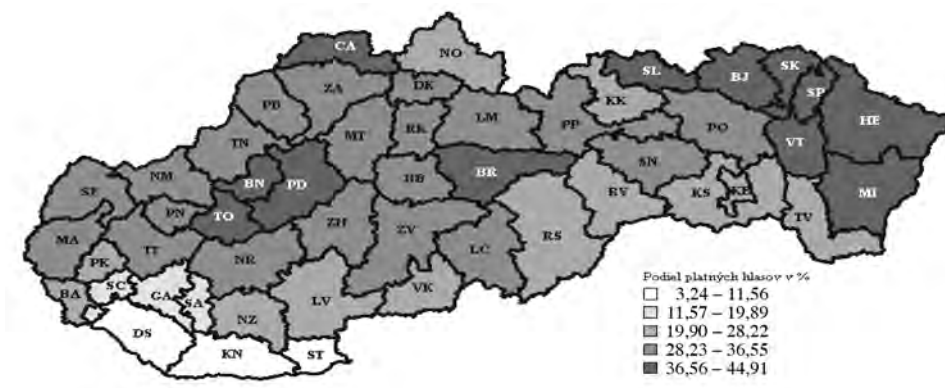 CA
NO
SL
BJ
SK
SP
ZA
DK
KK
PB
HE
MT
RK
LM
PP
PO
TN
VT
BN
PD
HB
BR
SN
NM
MI
SE
PN
TO
RV
KS
KE
ZH
ZV
TV
MA
TT
NR
LC
RS
PK
BA
SC
GA
SA
LV
VK
NZ
DS
KN
ST
Podiel platných hlasov v %
3,24 – 11,56
11,57 – 19,89
19,90 – 28,22
28,23 – 36,55
36,56 – 44,91